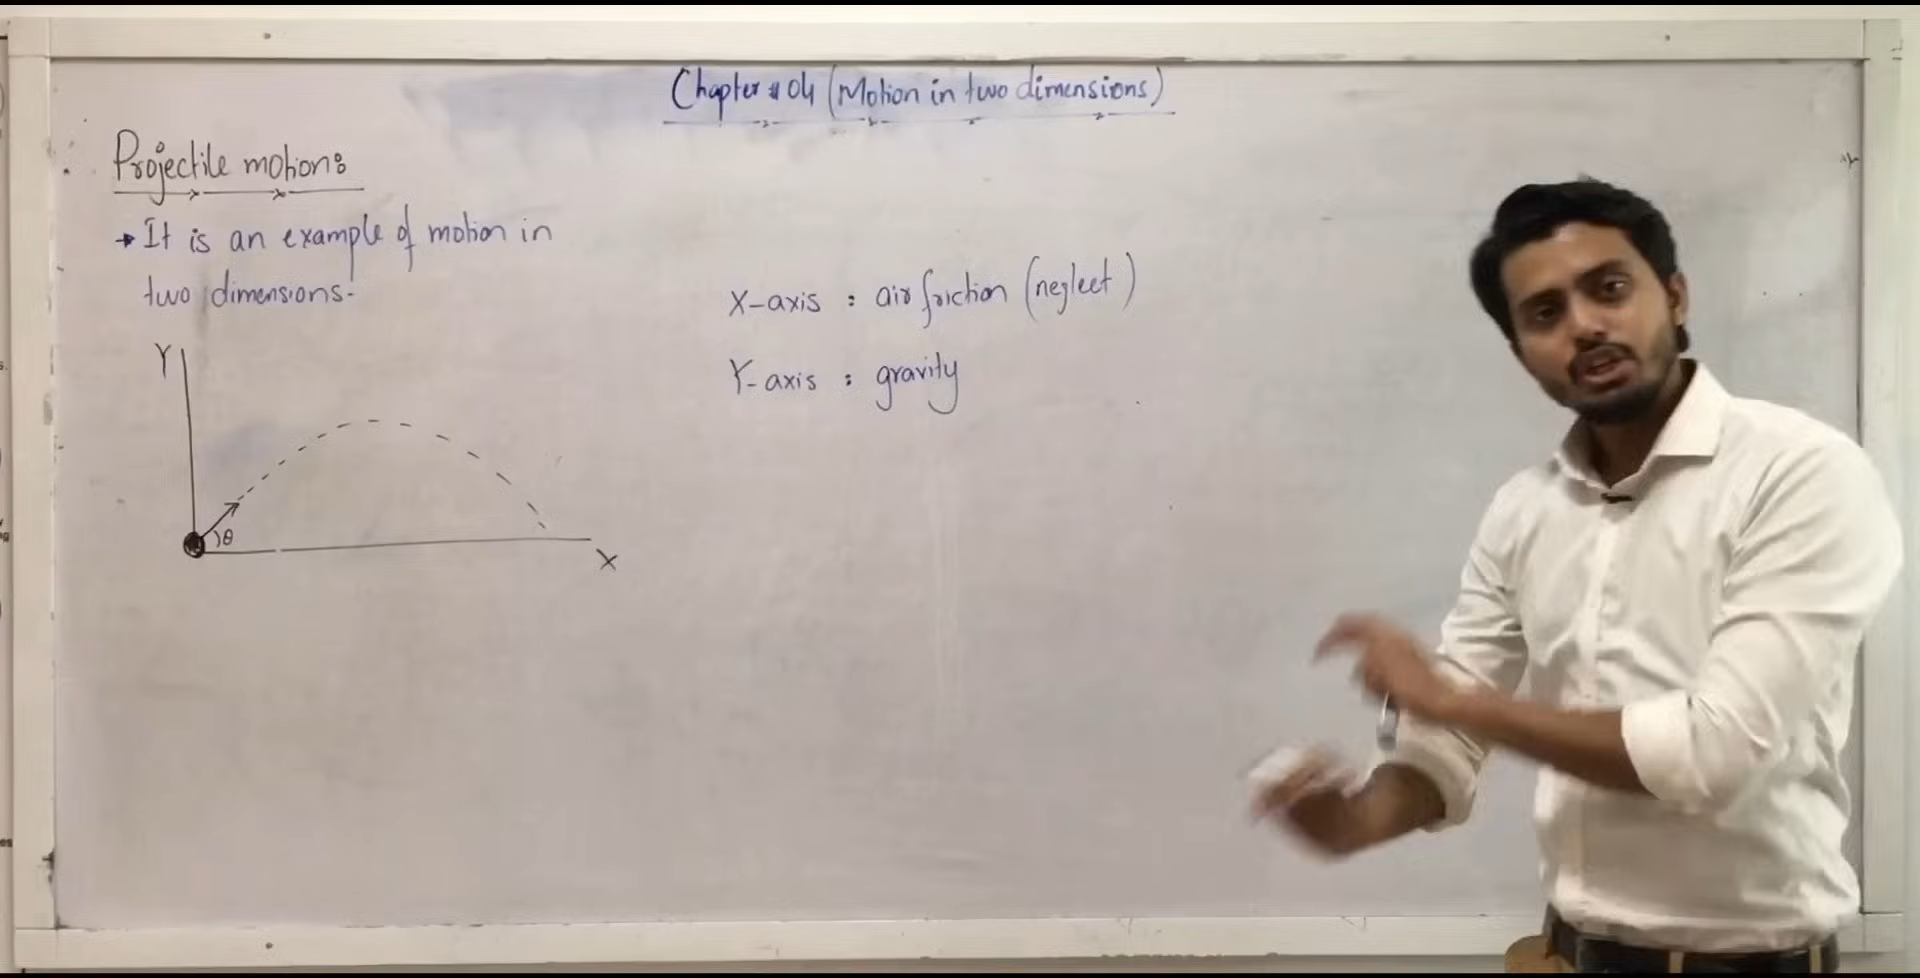 Chapter # 04 (Motion in two dimensions)
Projectile motion:
→ It is an example of motion in
two dimensions.
X-axis : air friction (neglect)
Y-axis : gravity
Y
θ
X